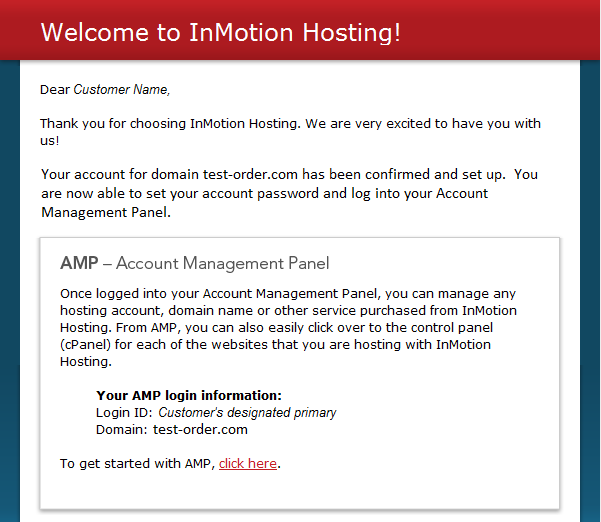 Welcome to InMotion Hosting!
Dear Customer Name,
Thank you for choosing InMotion Hosting. We are very excited to have you with
us!
Your account for domain test-order.com has been confirmed and set up.  You
are now able to set your account password and log into your Account
Management Panel.
AMP – Account Management Panel
Once logged into your Account Management Panel, you can manage any
hosting account, domain name or other service purchased from InMotion
Hosting. From AMP, you can also easily click over to the control panel
(cPanel) for each of the websites that you are hosting with InMotion
Hosting.
Your AMP login information:
Login ID: Customer's designated primary
Domain: test-order.com
To get started with AMP, click here.